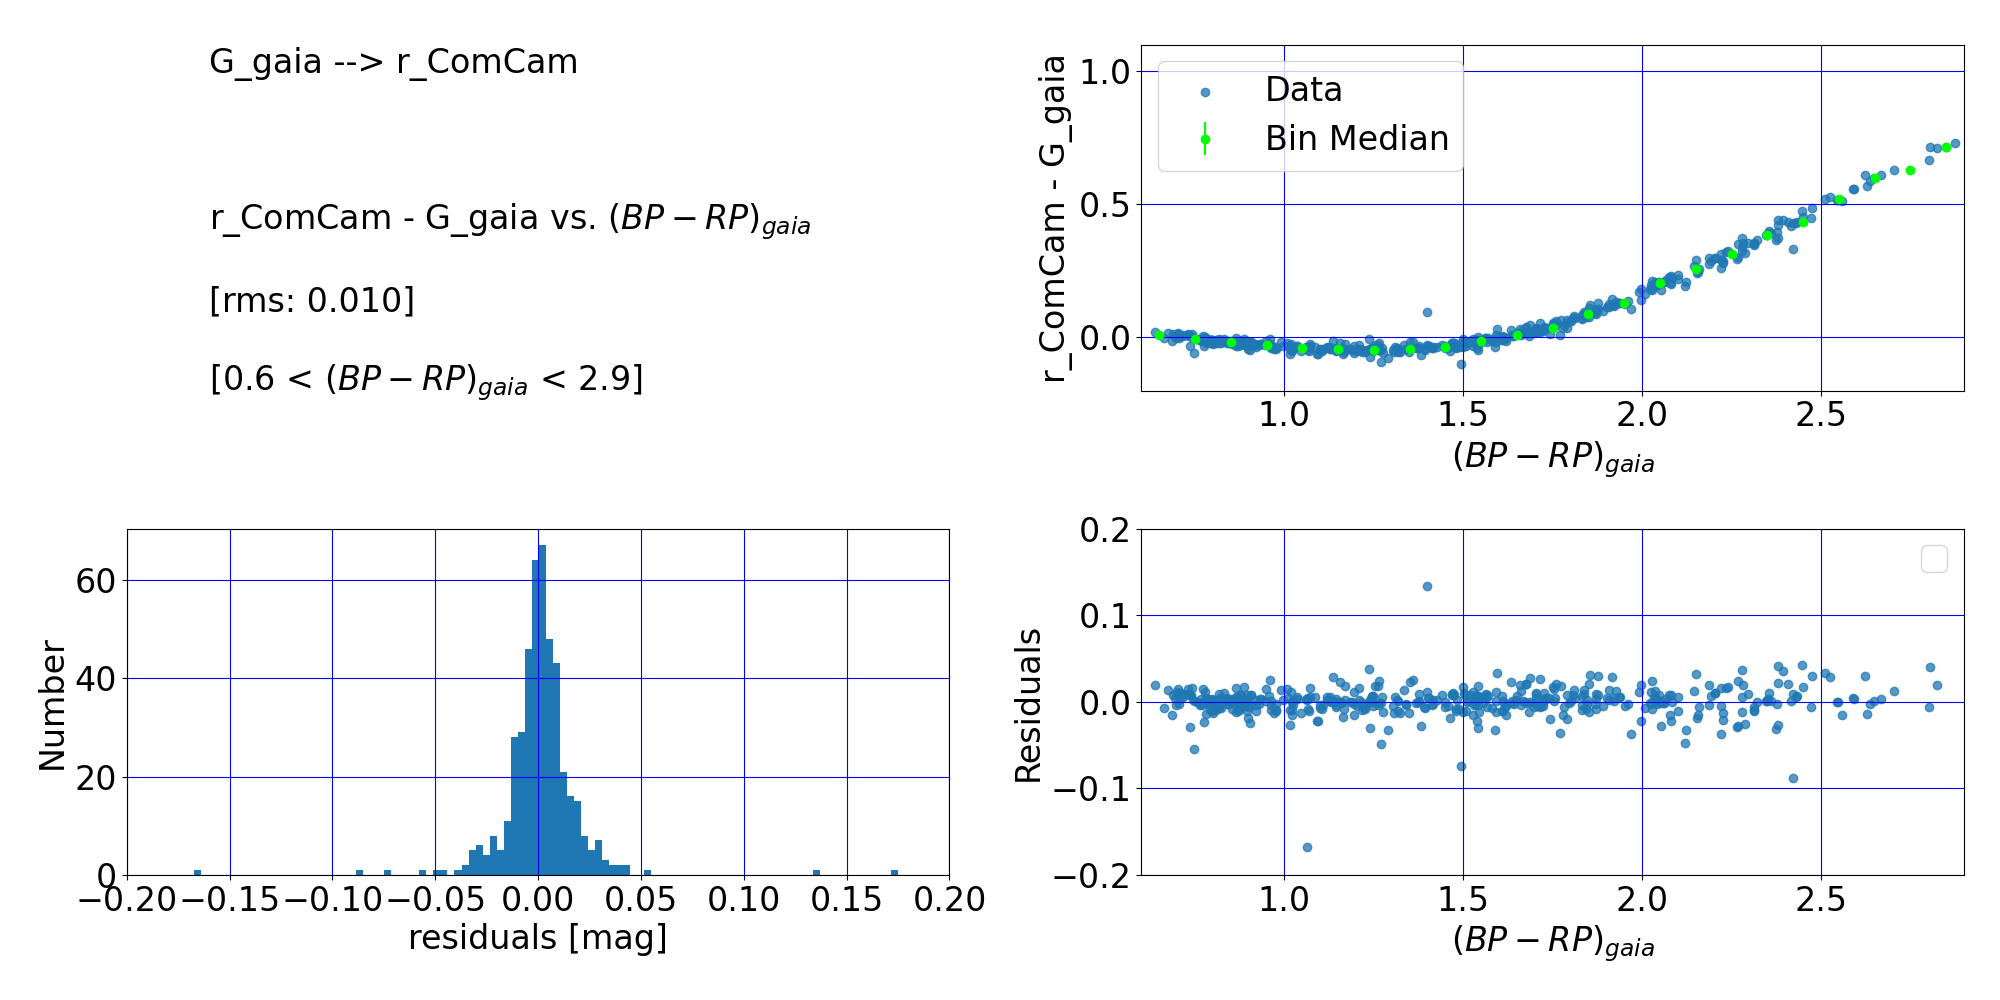 G_gaia --> r_ComCam
r_ComCam - G_gaia vs. (BP − RP)gaia
[rms: 0.010]
[0.6 < (BP − RP)gaia < 2.9]
r_ComCam - G_gaia
1.0
0.5
0.0
Data
Bin Median
1.0 1.5 2.0 2.5
(BP − RP)gaia
Number
60
40
20
0
−0.20 −0.15 −0.10 −0.05 0.00 0.05 0.10 0.15 0.20
residuals [mag]
Residuals
0.2
0.1
0.0
−0.1
−0.2
1.0 1.5 2.0 2.5
(BP − RP)gaia